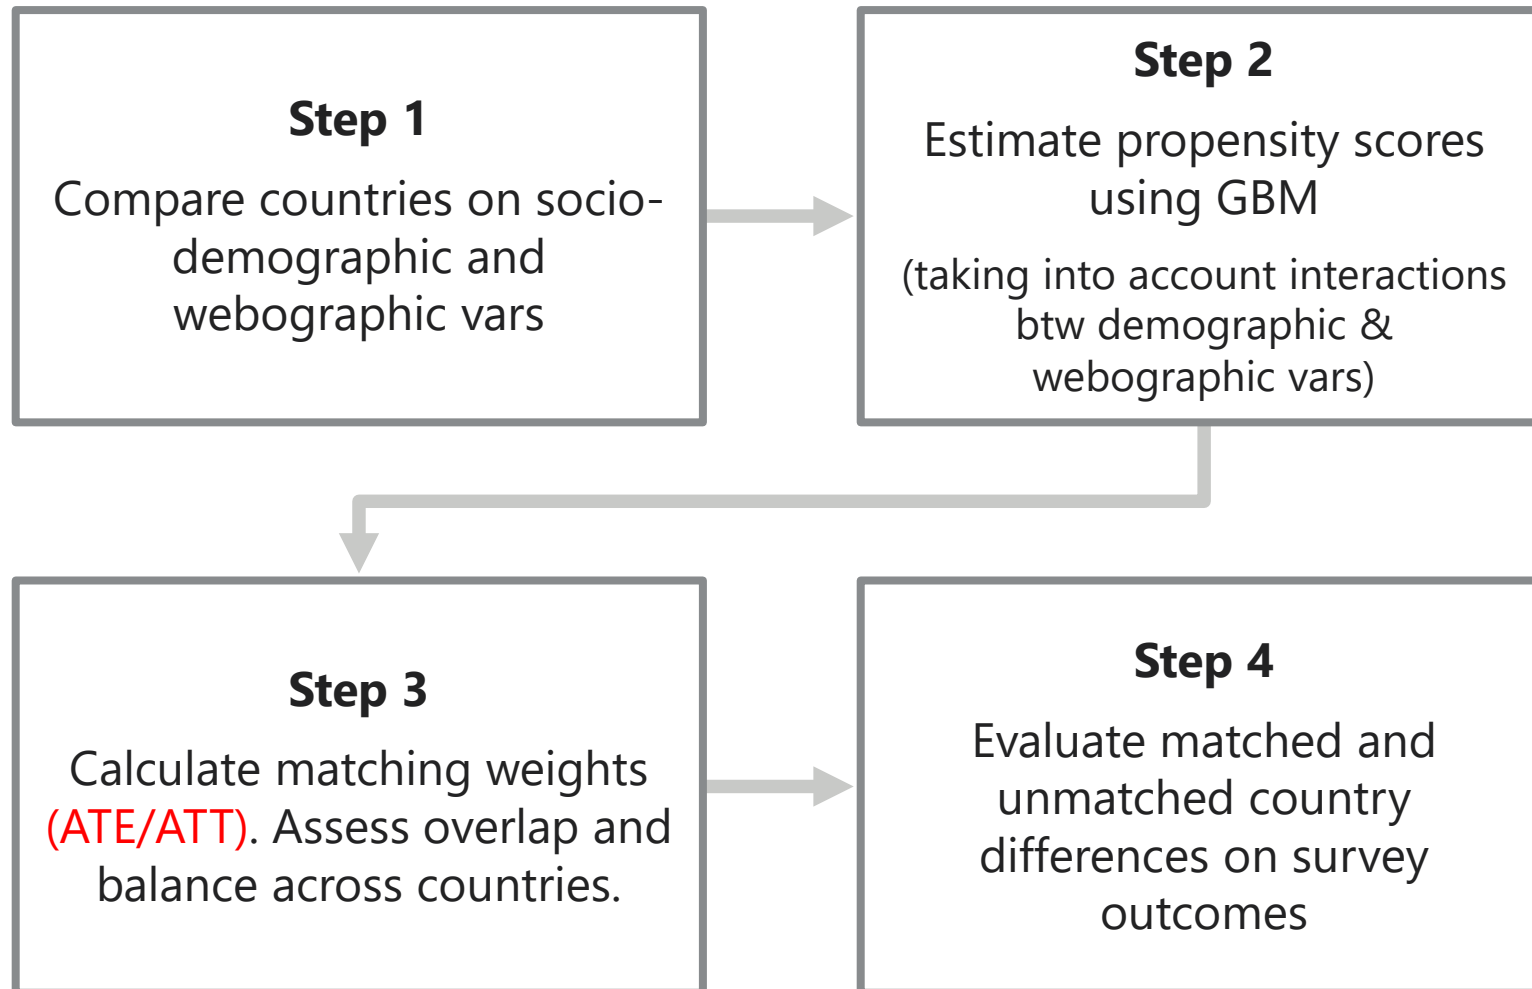 Step 1
Compare countries on socio-
demographic and
webographic vars
Step 2
Estimate propensity scores
using GBM
(taking into account interactions
btw demographic &
webographic vars)
Step 3
Calculate matching weights
(ATE/ATT). Assess overlap and
balance across countries.
Step 4
Evaluate matched and
unmatched country
differences on survey
outcomes